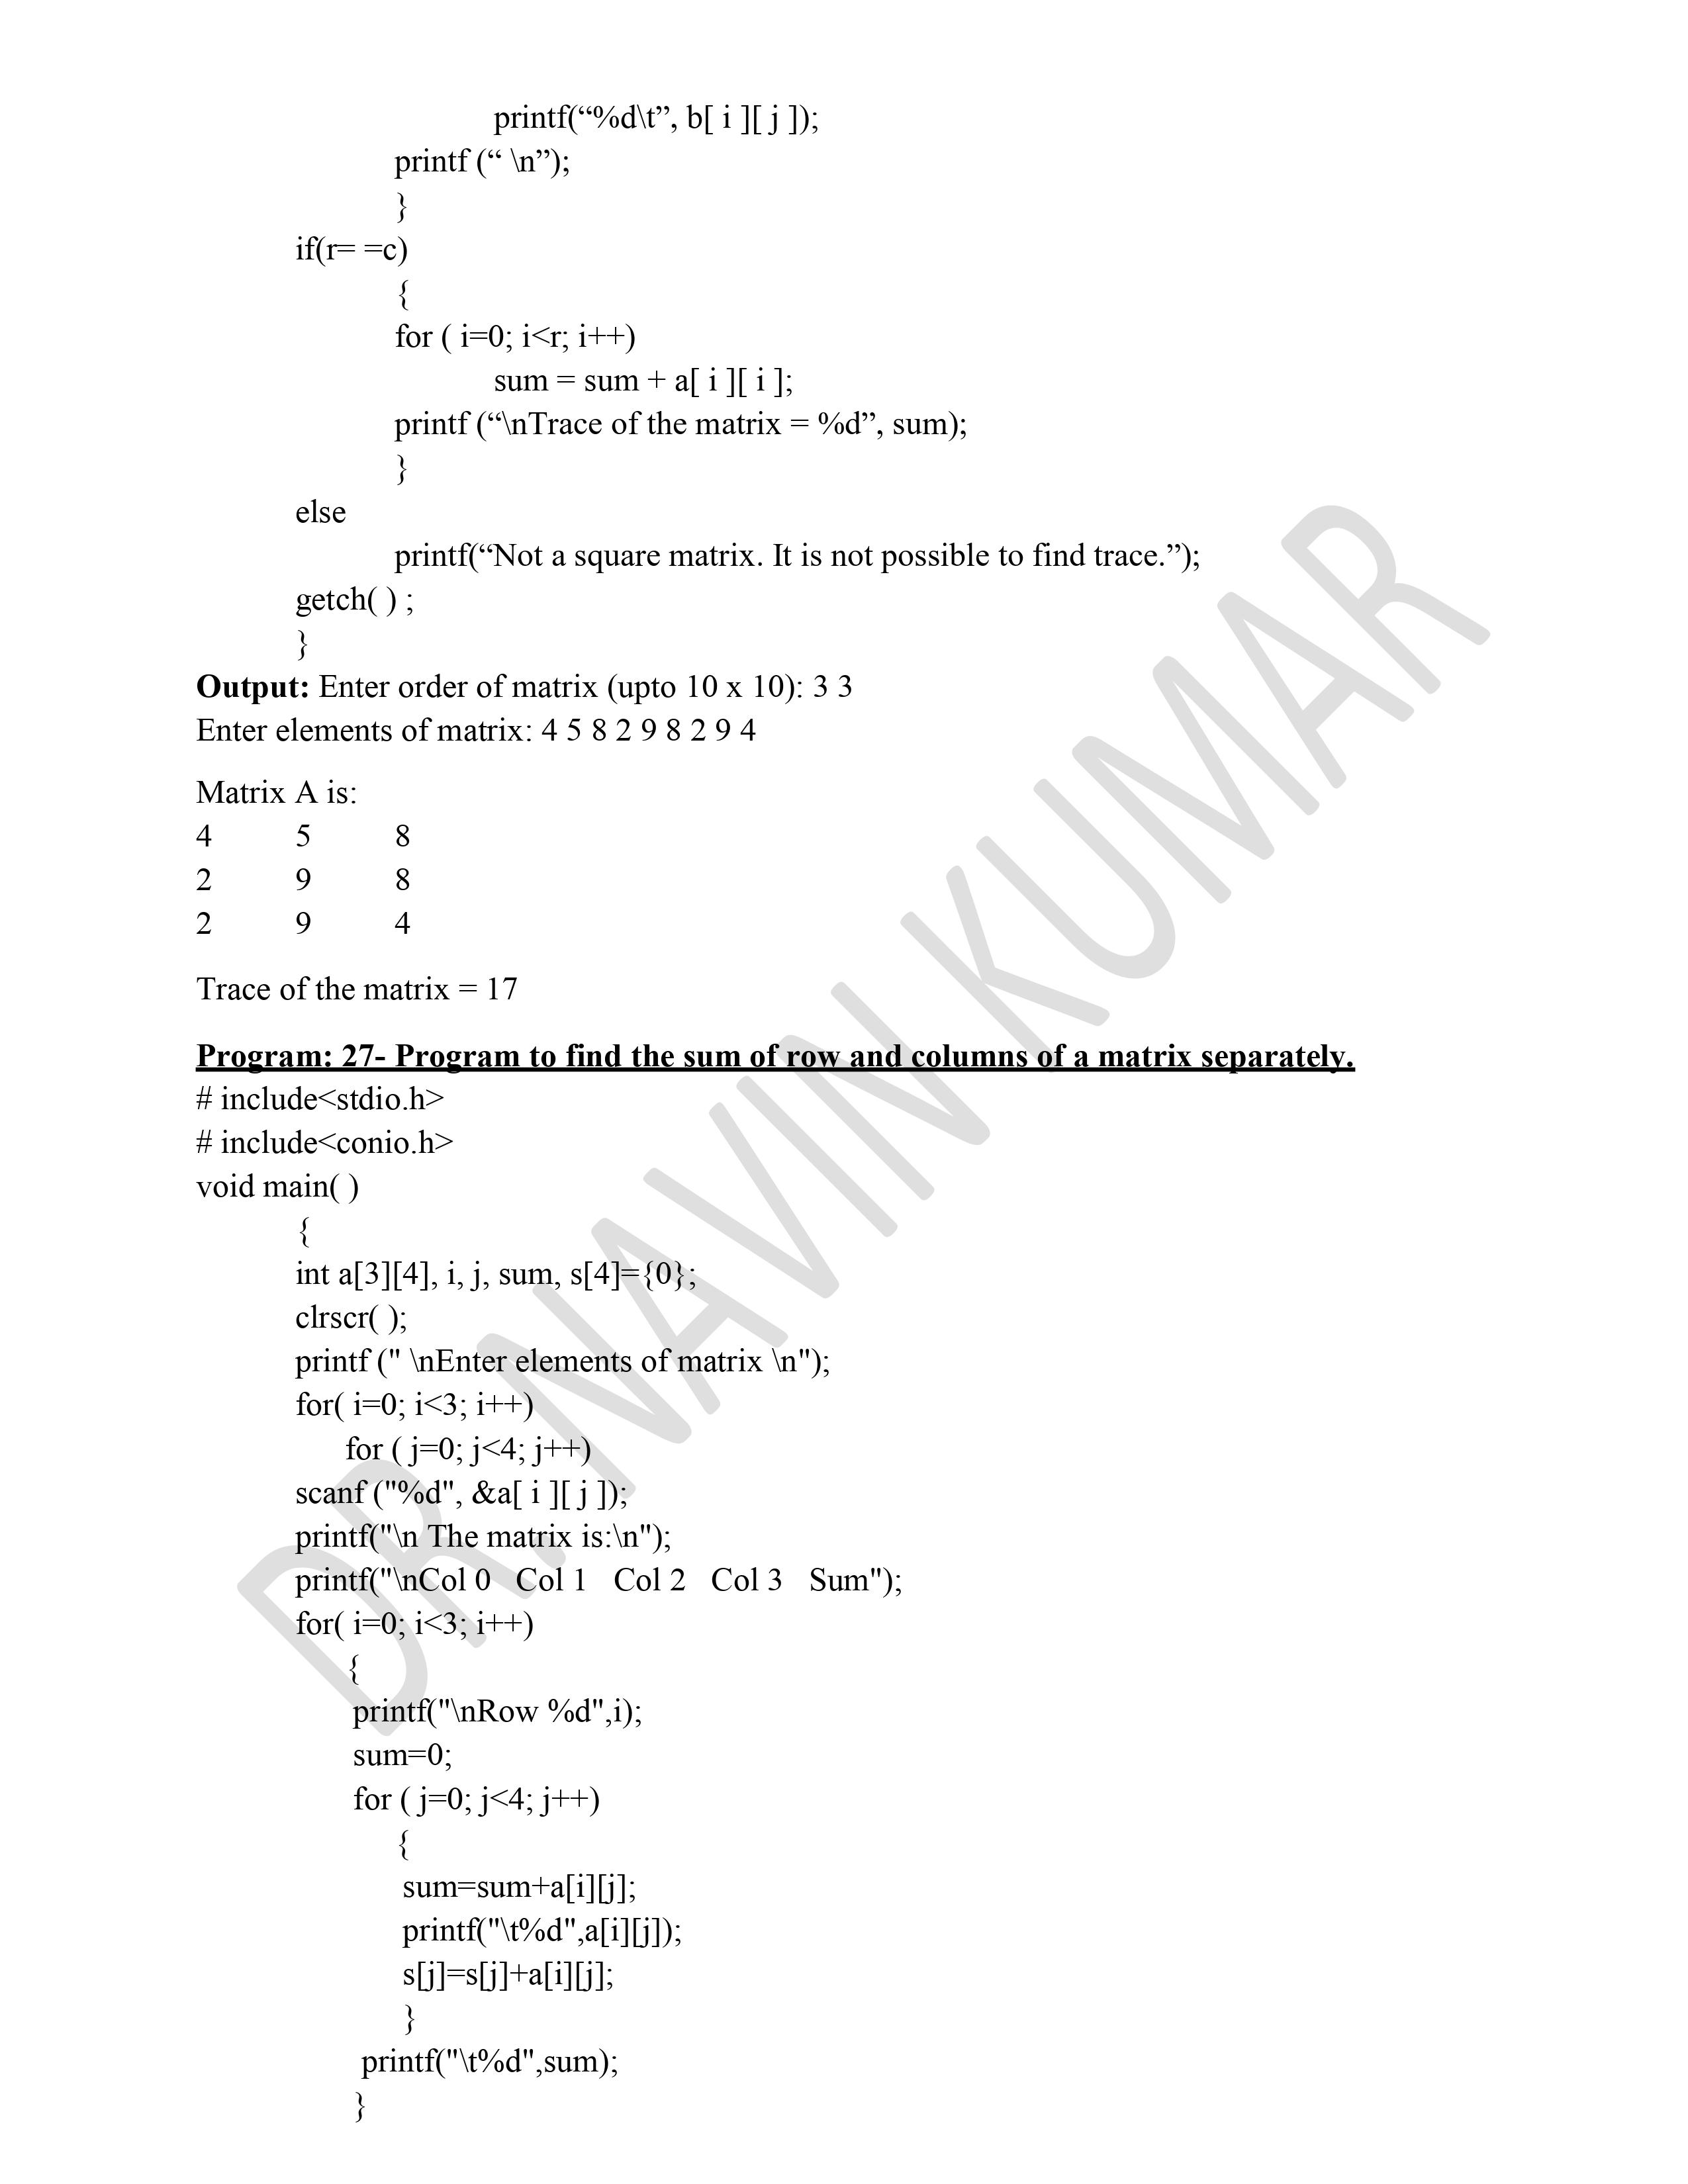 printf(“%d\t”, b[ i ][ j ]);
printf (“ \n”);
}
if(r= =c)
{
for ( i=0; i<r; i++)
sum = sum + a[ i ][ i ];
printf (“\nTrace of the matrix = %d”, sum);
}
else
printf(“Not a square matrix. It is not possible to find trace.”);
getch( ) ;
}
Output: Enter order of matrix (upto 10 x 10): 3 3
Enter elements of matrix: 4 5 8 2 9 8 2 9 4
Matrix A is:
4 5 8
2 9 8
2 9 4
Trace of the matrix = 17
Program: 27- Program to find the sum of row and columns of a matrix separately.
# include<stdio.h>
# include<conio.h>
void main( )
{
int a[3][4], i, j, sum, s[4]={0};
clrscr( );
printf (" \nEnter elements of matrix \n");
for( i=0; i<3; i++)
for ( j=0; j<4; j++)
scanf ("%d", &a[ i ][ j ]);
printf("\n The matrix is:\n");
printf("\nCol 0   Col 1   Col 2   Col 3   Sum");
for( i=0; i<3; i++)
{
printf("\nRow %d",i);
sum=0;
for ( j=0; j<4; j++)
{
sum=sum+a[i][j];
printf("\t%d",a[i][j]);
s[j]=s[j]+a[i][j];
}
printf("\t%d",sum);
}
DR. NAVIN KUMAR